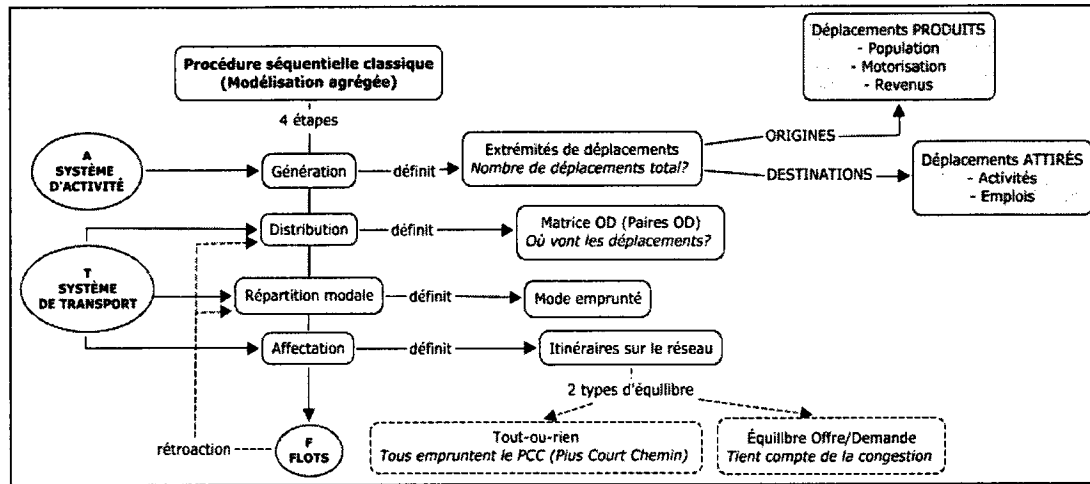 Procédure séquentielle classique
(Modélisation agrégée)
4 étapes
Déplacements PRODUITS
- Population
- Motorisation
- Revenus
ORIGINES
A
SYSTÈME
D'ACTIVITÉ
Génération
définit
Extrémités de déplacements
Nombre de déplacements total?
DESTINATIONS
Déplacements ATTIRÉS
- Activités
- Emplois
Distribution
définit
Matrice OD (Paires OD)
Où vont les déplacements?
T
SYSTÈME
DE TRANSPORT
Répartition modale
définit
Mode emprunté
Affectation
définit
Itinéraires sur le réseau
2 types d'équilibre
rétroaction
F
FLOTS
Tout-ou-rien
Tous empruntent le PCC (Plus Court Chemin)
Équilibre Offre/Demande
Tient compte de la congestion